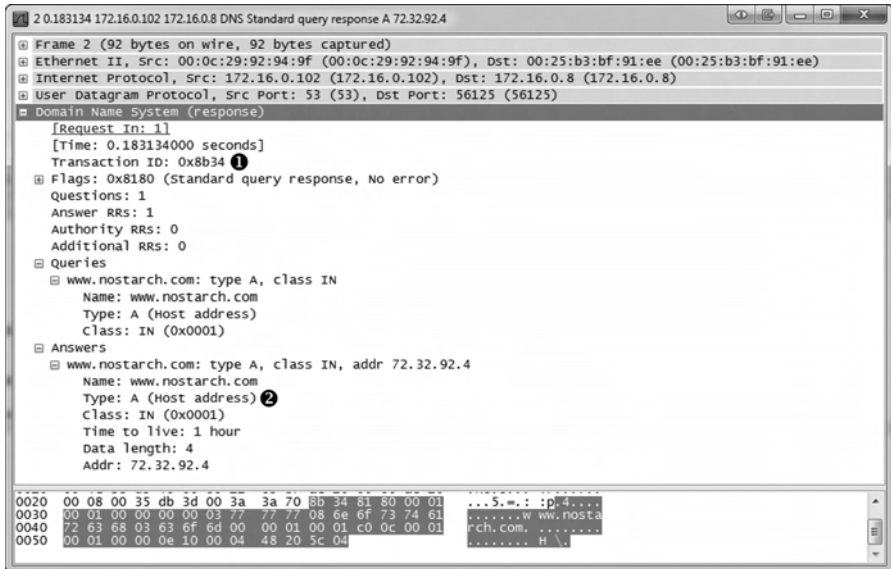 2 0.183134 172.16.0.102 172.16.0.8 DNS Standard query response A 72.32.92.4
Frame 2 (92 bytes on wire, 92 bytes captured)
Ethernet II, Src: 00:0c:29:92:94:9f (00:0c:29:92:94:9f), Dst: 00:25:b3:bf:91:ee (00:25:b3:bf:91:ee)
Internet Protocol, Src: 172.16.0.102 (172.16.0.102), Dst: 172.16.0.8 (172.16.0.8)
User Datagram Protocol, Src Port: 53 (53), Dst Port: 56125 (56125)
Domain Name System (response)
[Request In: 1]
[Time: 0.183134000 seconds]
Transaction ID: 0x8b34 ❶
Flags: 0x8180 (Standard query response, No error)
Questions: 1
Answer RRs: 1
Authority RRs: 0
Additional RRs: 0
Queries
www.nostarch.com: type A, class IN
Name: www.nostarch.com
Type: A (Host address)
Class: IN (0x0001)
Answers
www.nostarch.com: type A, class IN, addr 72.32.92.4
Name: www.nostarch.com
Type: A (Host address) ❷
Class: IN (0x0001)
Time to live: 1 hour
Data length: 4
Addr: 72.32.92.4
0020 00 08 00 35 db 3d 00 3a 3a 70 8b 34 81 80 00 01 ...5.=.: :p.4....
0030 00 01 00 00 00 00 03 77 77 77 08 6e 6f 73 74 61 .......w ww.nosta
0040 72 63 68 03 63 6f 6d 00 00 01 00 01 c0 0c 00 01 rch.com. ........
0050 00 01 00 00 0e 10 00 04 48 20 5c 04 ........ H \.